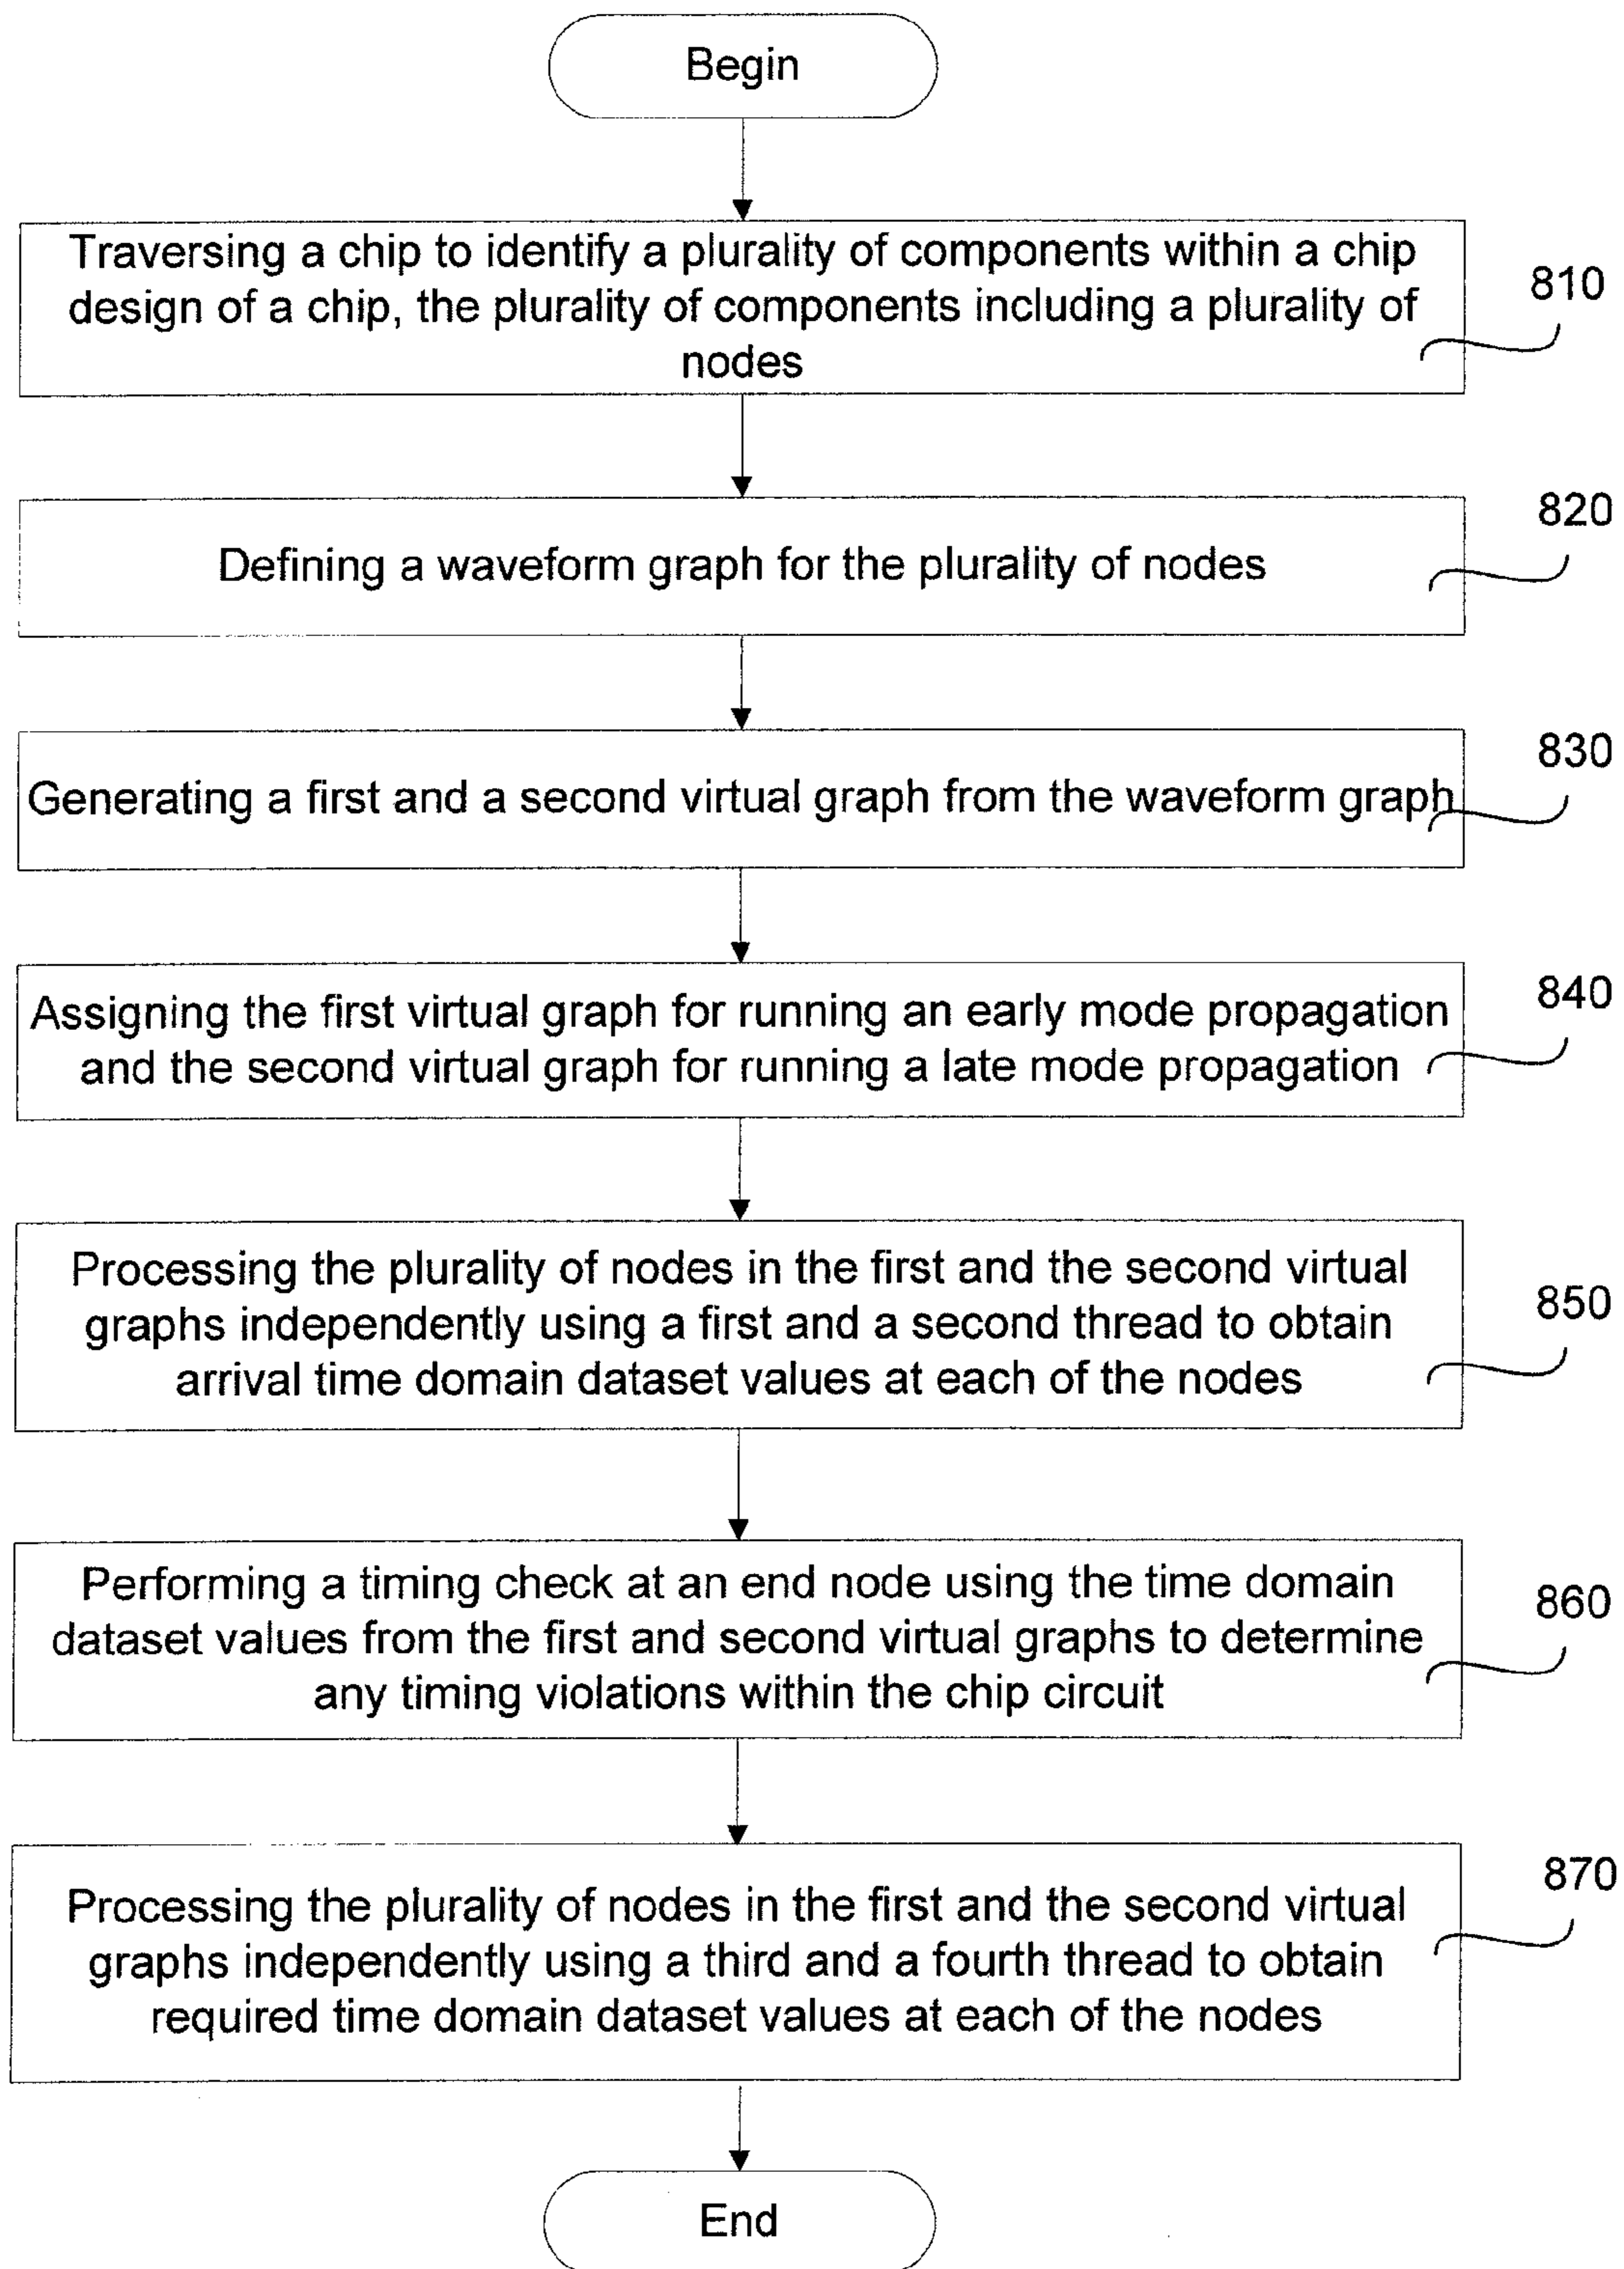 Begin
Traversing a chip to identify a plurality of components within a chip
design of a chip, the plurality of components including a plurality of
nodes
810
Defining a waveform graph for the plurality of nodes
820
Generating a first and a second virtual graph from the waveform graph
830
Assigning the first virtual graph for running an early mode propagation
and the second virtual graph for running a late mode propagation
840
Processing the plurality of nodes in the first and the second virtual
graphs independently using a first and a second thread to obtain
arrival time domain dataset values at each of the nodes
850
Performing a timing check at an end node using the time domain
dataset values from the first and second virtual graphs to determine
any timing violations within the chip circuit
860
Processing the plurality of nodes in the first and the second virtual
graphs independently using a third and a fourth thread to obtain
required time domain dataset values at each of the nodes
870
End